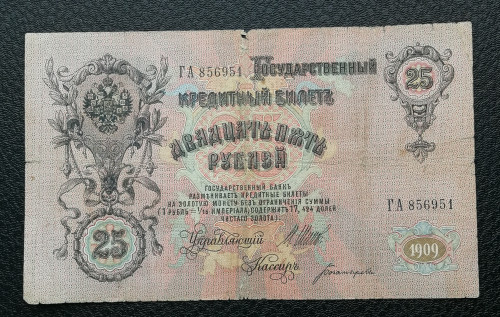 ГА 856951 Государственный
25
Кредитный Билетъ
Двадцать пять
рублей
Государственный банкъ
размѣниваетъ кредитные билеты
на золотую монету безъ ограниченія суммы
(1 рубль = 1/15 имперіала, содержитъ 17,424 долей
чистаго золота).
ГА 856951
Управляющій
25
1909
Кассиръ